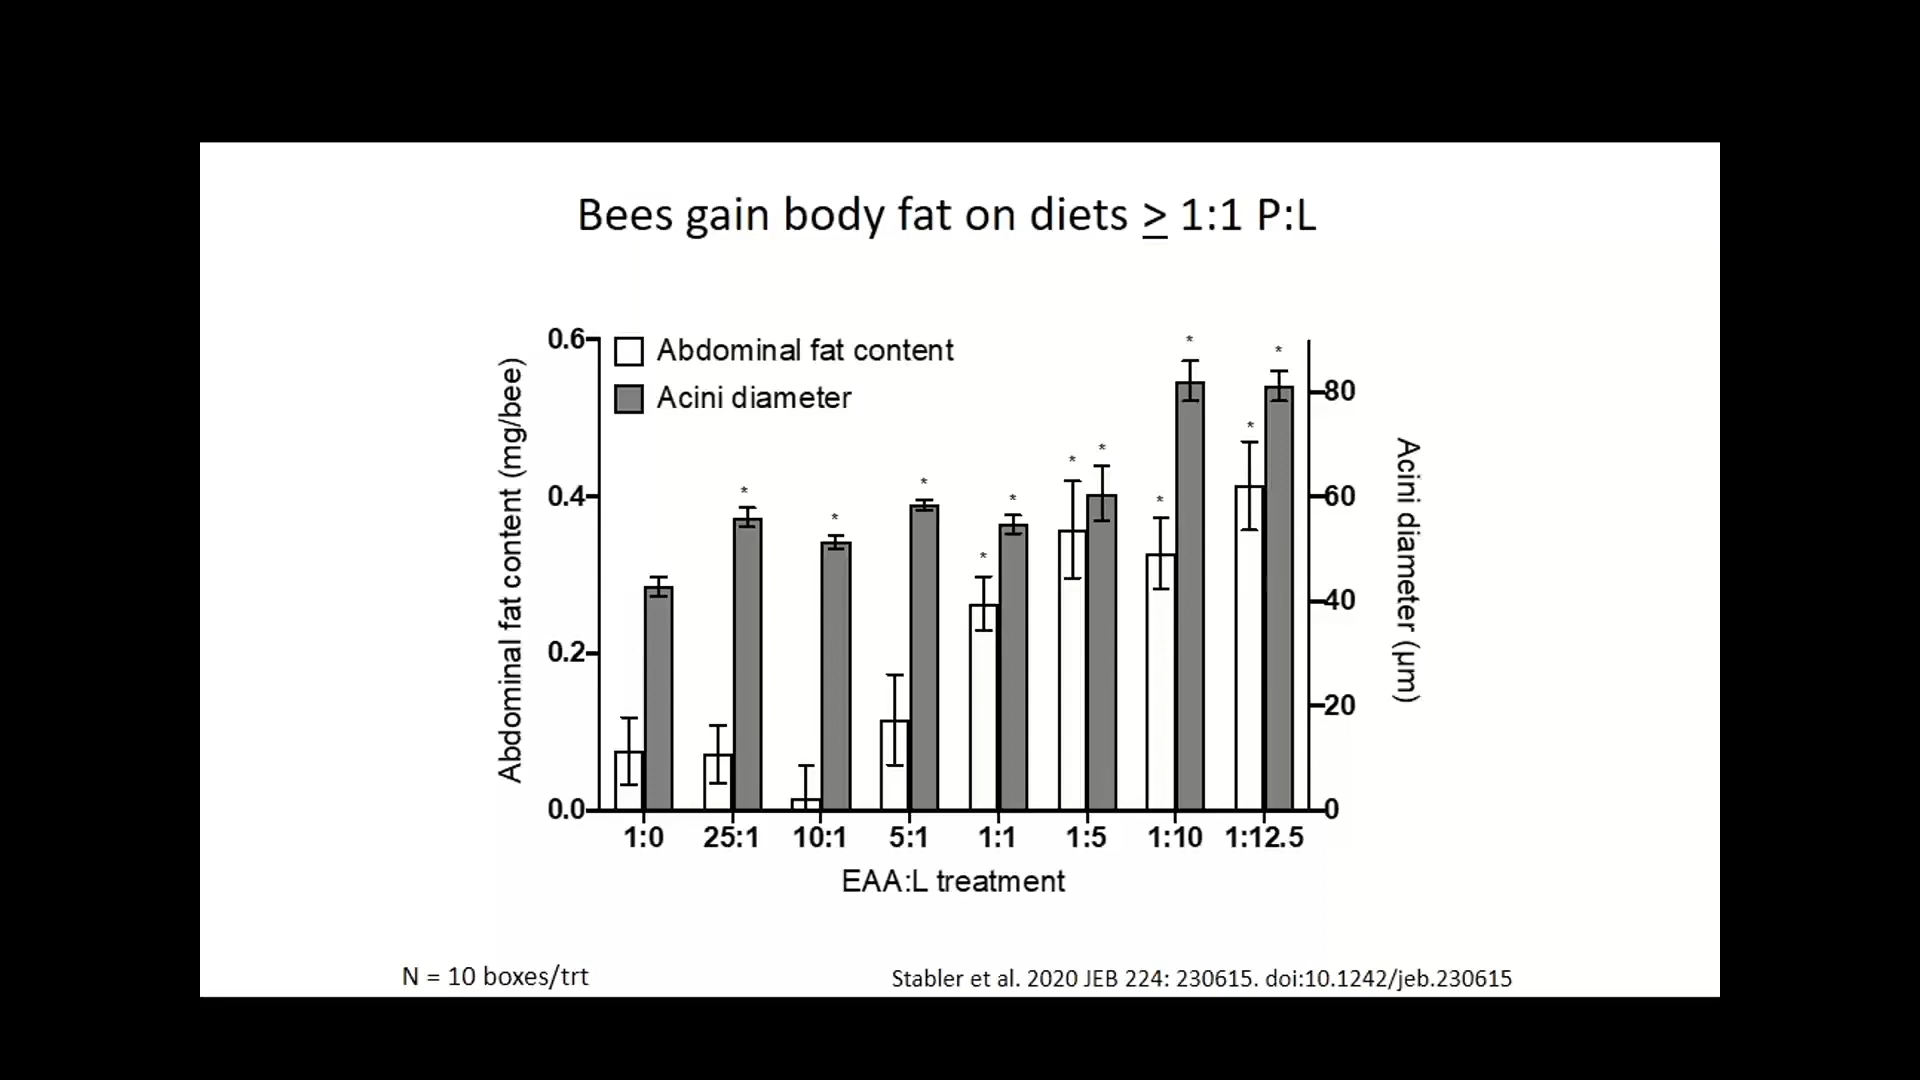 Bees gain body fat on diets ≥ 1:1 P:L
Abdominal fat content
Acini diameter
Abdominal fat content (mg/bee)
0.6
0.4
0.2
0.0
* * * * * * * * * * *
80
60
40
20
0
Acini diameter (µm)
1:0 25:1 10:1 5:1 1:1 1:5 1:10 1:12.5
EAA:L treatment
N = 10 boxes/trt
Stabler et al. 2020 JEB 224: 230615. doi:10.1242/jeb.230615